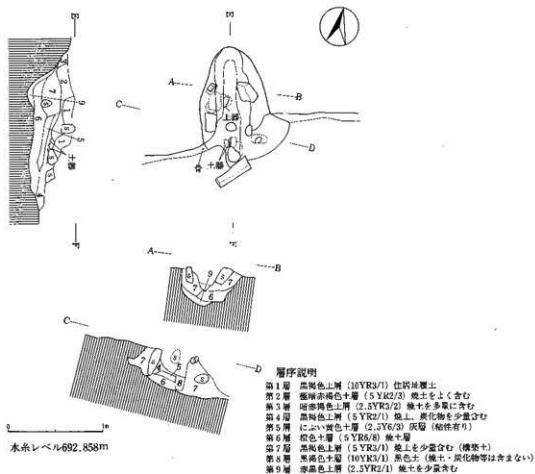 E
E
A
B
C
D
土器
土器
F
F
A
B
C
D
水糸レベル692.858m
1m
層序説明
第1層 黒褐色土層 (10YR3/1) 住居址覆土
第2層 極暗赤褐色土層 (5YR2/3) 焼土をよく含む
第3層 暗赤褐色土層 (2.5YR3/2) 焼土を多量に含む
第4層 黒褐色土層 (5YR2/1) 焼土、炭化物を少量含む
第5層 にぶい黄色土層 (2.5Y6/3) 灰層 (粘性有り)
第6層 橙色土層 (5YR6/8) 焼土層
第7層 黒褐色土層 (5YR3/1) 焼土を少量含む (構築土)
第8層 黒褐色土層 (10YR3/1) 黒色土 (焼土・炭化物等は含まない)
第9層 赤黒色土層 (2.5YR2/1) 焼土を少量含む